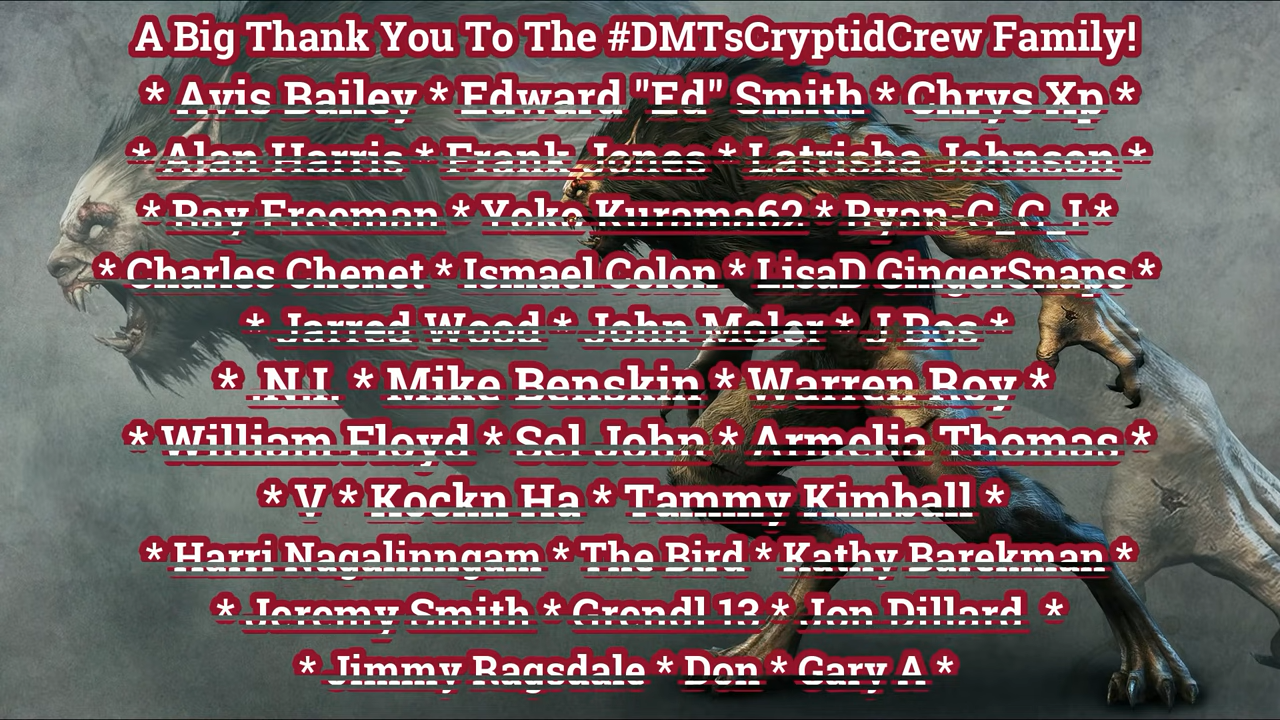 A Big Thank You To The #DMTsCryptidCrew Family!
* Avis Bailey * Edward "Ed" Smith * Chrys Xp *
* Alan Harris * Frank Jones * Latrisha Johnson *
* Ray Freeman * Yoko Kurama62 * Ryan-C_C_I *
* Charles Chenet * Ismael Colon * LisaD GingerSnaps *
* Jarred Wood * John Moler * J Bos *
* .N.I. * Mike Benskin * Warren Roy *
* William Floyd * Sel John * Armelia Thomas *
* V * Kockn Ha * Tammy Kimball *
* Harri Nagalinngam * The Bird * Kathy Barekman *
* Jeremy Smith * Grendl 13 * Jon Dillard *
* Jimmy Ragsdale * Don * Gary A *